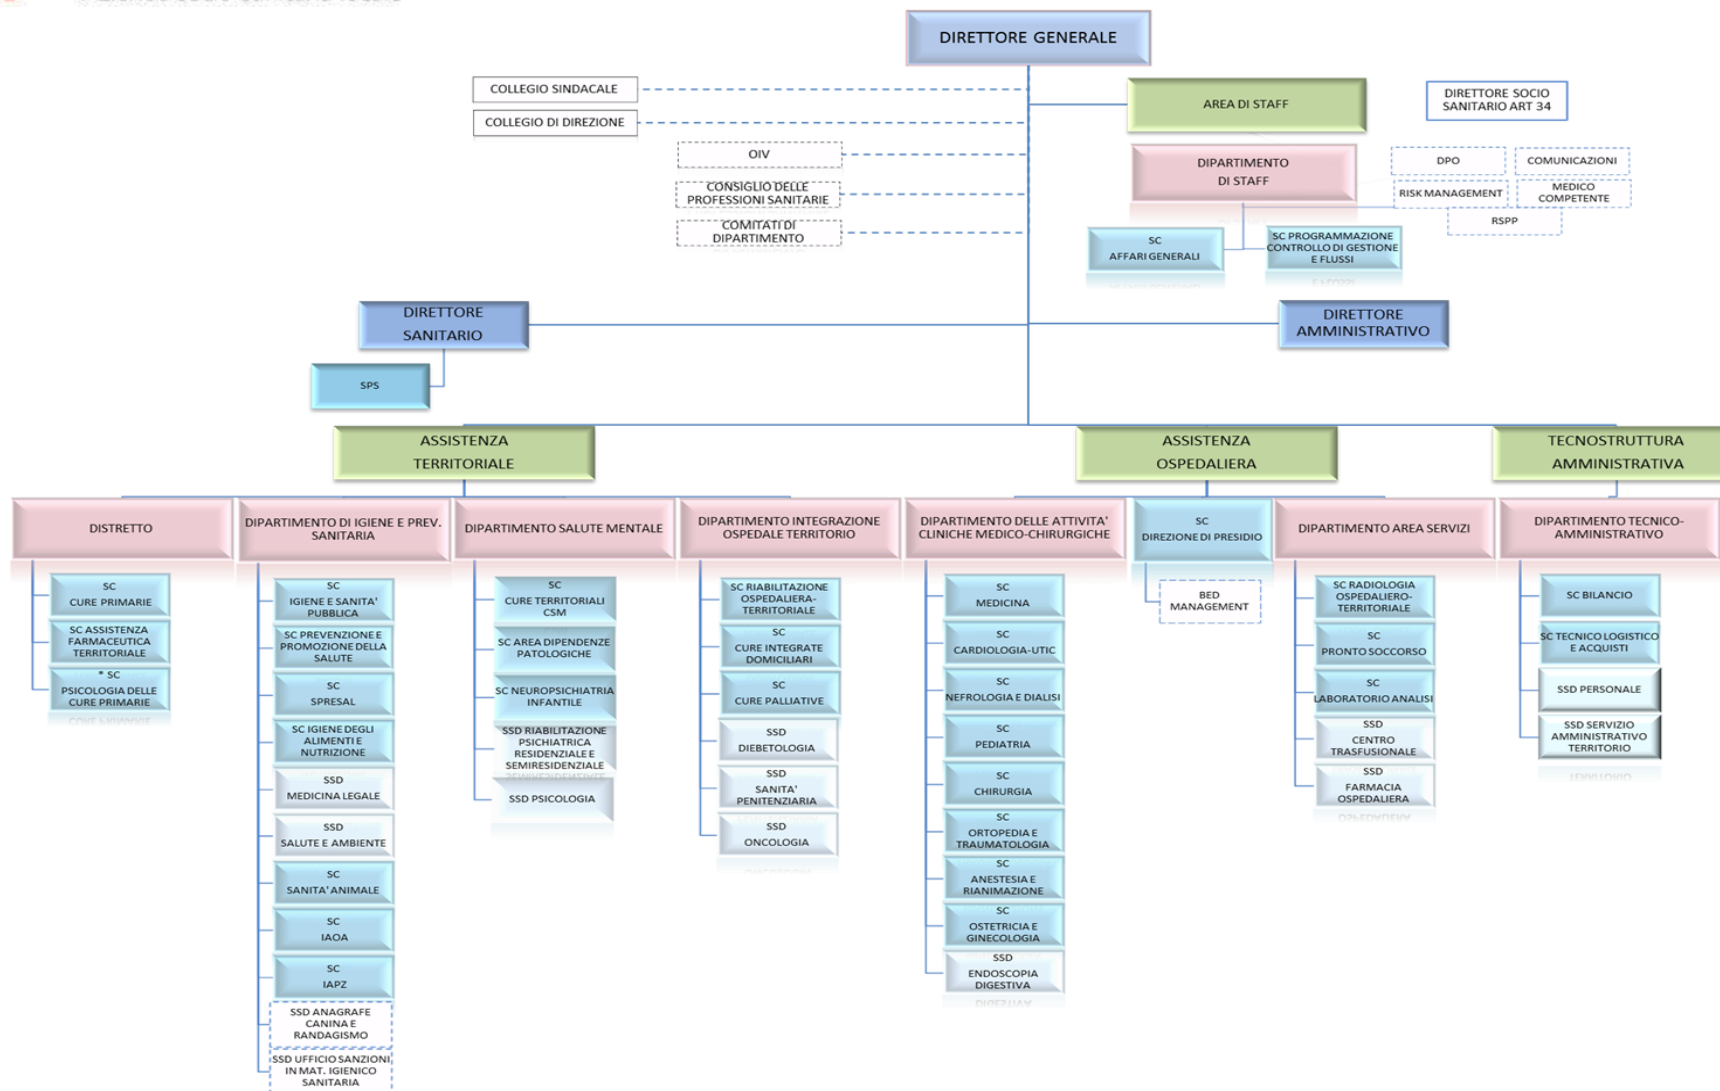 DIRETTORE GENERALE
COLLEGIO SINDACALE
COLLEGIO DI DIREZIONE
OIV
CONSIGLIO DELLE
PROFESSIONI SANITARIE
COMITATI DI
DIPARTIMENTO
AREA DI STAFF
DIRETTORE SOCIO
SANITARIO ART 34
DIPARTIMENTO
DI STAFF
DPO
COMUNICAZIONI
RISK MANAGEMENT
MEDICO
COMPETENTE
RSPP
SC
AFFARI GENERALI
SC PROGRAMMAZIONE
CONTROLLO DI GESTIONE
E FLUSSI
DIRETTORE
SANITARIO
DIRETTORE
AMMINISTRATIVO
SPS
ASSISTENZA
TERRITORIALE
ASSISTENZA
OSPEDALIERA
TECNOSTRUTTURA
AMMINISTRATIVA
DISTRETTO
SC
CURE PRIMARIE
SC ASSISTENZA
FARMACEUTICA
TERRITORIALE
* SC
PSICOLOGIA DELLE
CURE PRIMARIE
DIPARTIMENTO DI IGIENE E PREV.
SANITARIA
SC
IGIENE E SANITA'
PUBBLICA
SC PREVENZIONE E
PROMOZIONE DELLA
SALUTE
SC
SPRESAL
SC IGIENE DEGLI
ALIMENTI E
NUTRIZIONE
SSD
MEDICINA LEGALE
SSD
SALUTE E AMBIENTE
SC
SANITA' ANIMALE
SC
IAOA
SC
IAPZ
SSD ANAGRAFE
CANINA E
RANDAGISMO
SSD UFFICIO SANZIONI
IN MAT. IGIENICO
SANITARIA
DIPARTIMENTO SALUTE MENTALE
SC
CURE TERRITORIALI
CSM
SC AREA DIPENDENZE
PATOLOGICHE
SC NEUROPSICHIATRIA
INFANTILE
SSD RIABILITAZIONE
PSICHIATRICA
RESIDENZIALE E
SEMIRESIDENZIALE
SSD PSICOLOGIA
DIPARTIMENTO INTEGRAZIONE
OSPEDALE TERRITORIO
SC RIABILITAZIONE
OSPEDALIERA-
TERRITORIALE
SC
CURE INTEGRATE
DOMICILIARI
SC
CURE PALLIATIVE
SSD
DIEBETOLOGIA
SSD
SANITA'
PENITENZIARIA
SSD
ONCOLOGIA
DIPARTIMENTO DELLE ATTIVITA'
CLINICHE MEDICO-CHIRURGICHE
SC
MEDICINA
SC
CARDIOLOGIA-UTIC
SC
NEFROLOGIA E DIALISI
SC
PEDIATRIA
SC
CHIRURGIA
SC
ORTOPEDIA E
TRAUMATOLOGIA
SC
ANESTESIA E
RIANIMAZIONE
SC
OSTETRICIA E
GINECOLOGIA
SSD
ENDOSCOPIA
DIGESTIVA
SC
DIREZIONE DI PRESIDIO
BED
MANAGEMENT
DIPARTIMENTO AREA SERVIZI
SC RADIOLOGIA
OSPEDALIERO-
TERRITORIALE
SC
PRONTO SOCCORSO
SC
LABORATORIO ANALISI
SSD
CENTRO
TRASFUSIONALE
SSD
FARMACIA
OSPEDALIERA
DIPARTIMENTO TECNICO-
AMMINISTRATIVO
SC BILANCIO
SC TECNICO LOGISTICO
E ACQUISTI
SSD PERSONALE
SSD SERVIZIO
AMMINISTRATIVO
TERRITORIO